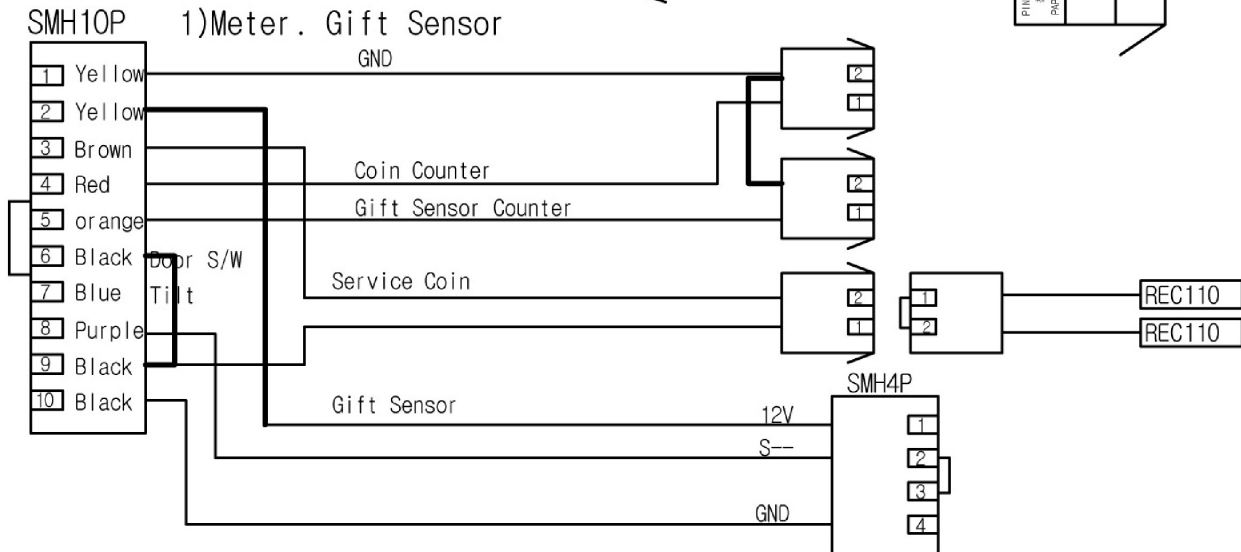 SMH10P 1)Meter. Gift Sensor
PIN
GND
1 Yellow
2
2 Yellow
1
3 Brown
Coin Counter
4 Red
2
Gift Sensor Counter
5 orange
1
6 Black Door S/W
Service Coin
7 Blue Tilt
2
1
REC110
8 Purple
1
2
REC110
9 Black
SMH4P
10 Black
Gift Sensor
12V
1
S--
2
3
GND
4